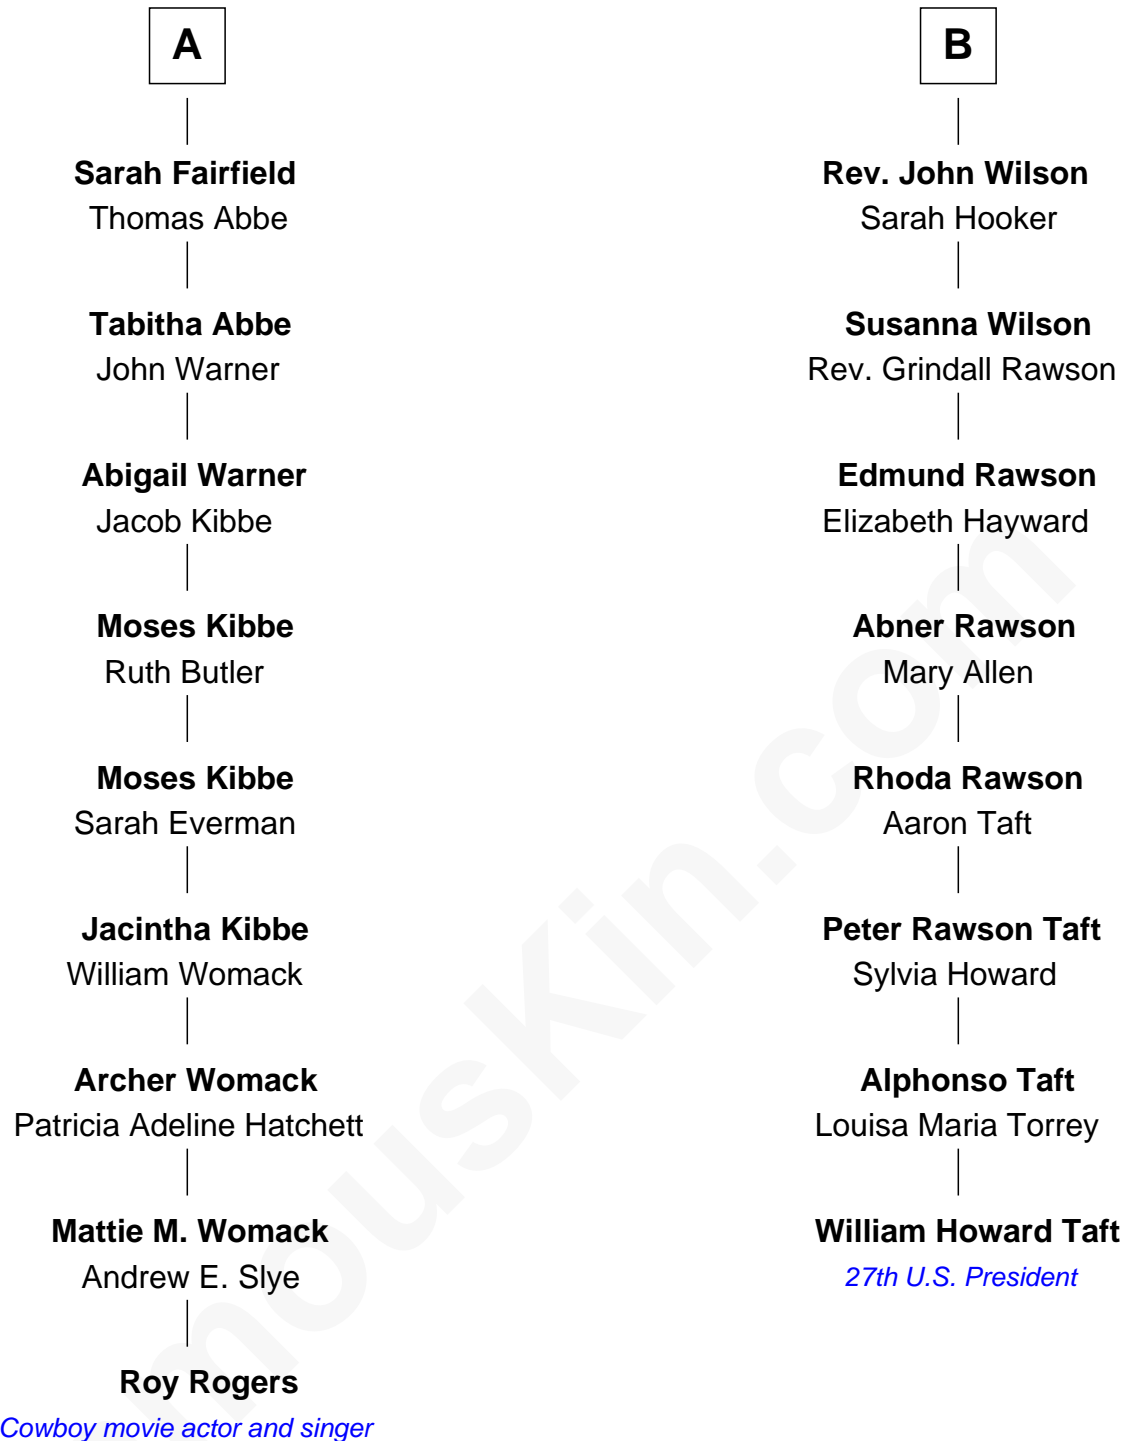 A
Sarah Fairfield
Thomas Abbe
Tabitha Abbe
John Warner
Abigail Warner
Jacob Kibbe
Moses Kibbe
Ruth Butler
Moses Kibbe
Sarah Everman
Jacintha Kibbe
William Womack
Archer Womack
Patricia Adeline Hatchett
Mattie M. Womack
Andrew E. Slye
Roy Rogers
Cowboy movie actor and singer
B
Rev. John Wilson
Sarah Hooker
Susanna Wilson
Rev. Grindall Rawson
Edmund Rawson
Elizabeth Hayward
Abner Rawson
Mary Allen
Rhoda Rawson
Aaron Taft
Peter Rawson Taft
Sylvia Howard
Alphonso Taft
Louisa Maria Torrey
William Howard Taft
27th U.S. President
mouskin.com